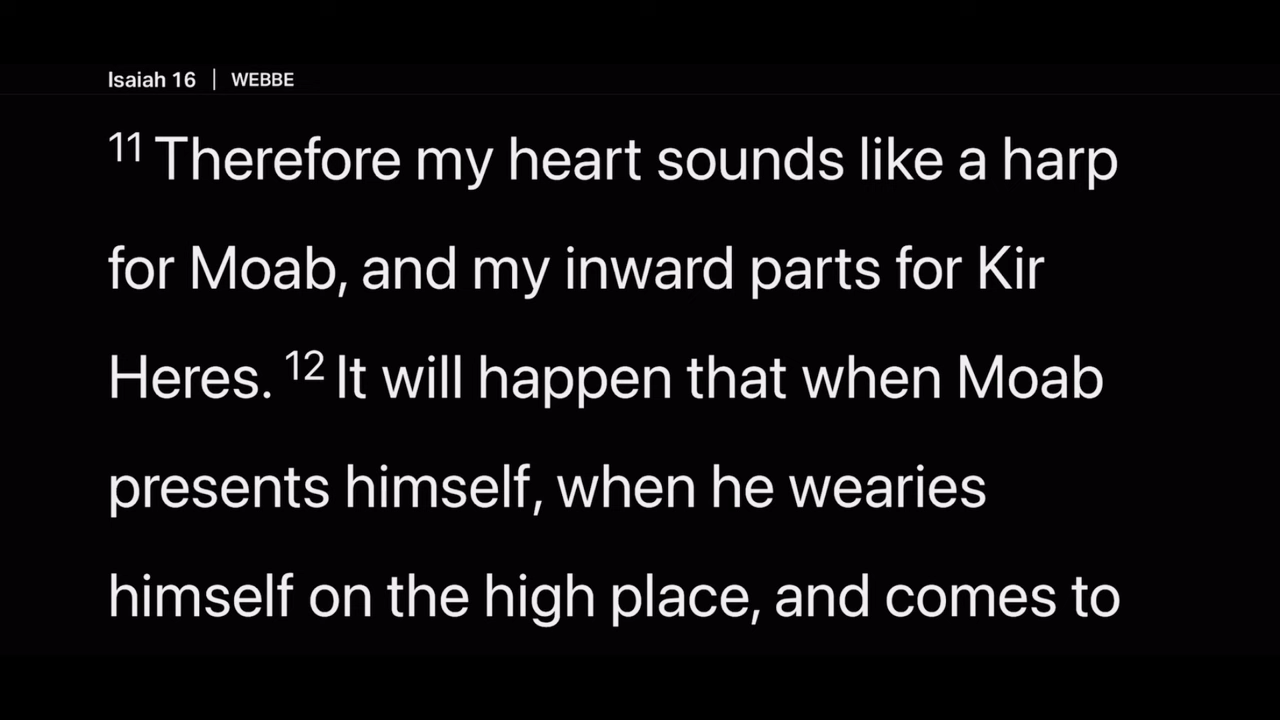 Isaiah 16 | WEBBE
11 Therefore my heart sounds like a harp
for Moab, and my inward parts for Kir
Heres. 12 It will happen that when Moab
presents himself, when he wearies
himself on the high place, and comes to